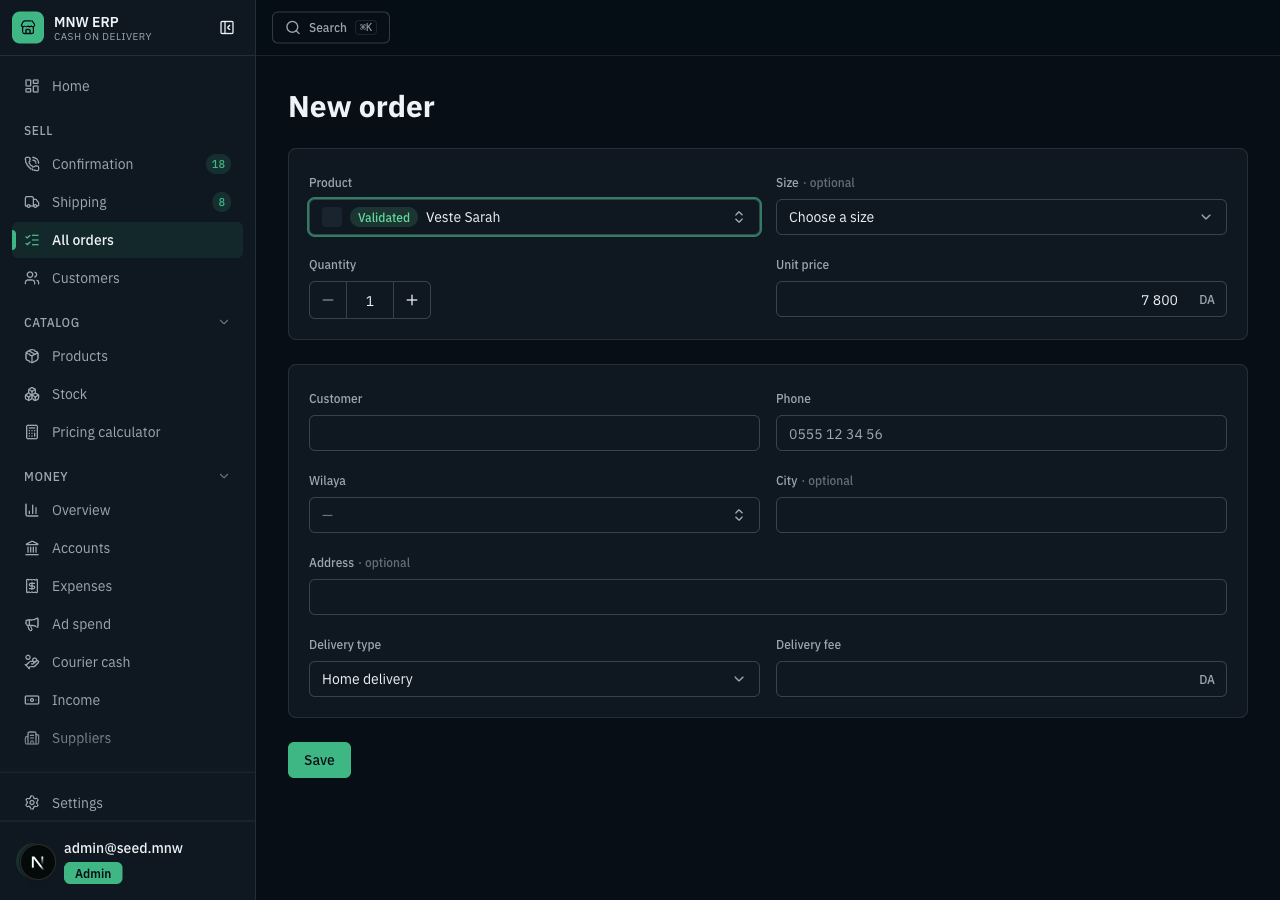 MNW ERP
CASH ON DELIVERY
Search ⌘K
Home
SELL
Confirmation 18
Shipping 8
All orders
Customers
CATALOG
Products
Stock
Pricing calculator
MONEY
Overview
Accounts
Expenses
Ad spend
Courier cash
Income
Suppliers
Settings
N
admin@seed.mnw
Admin
New order
Product
Validated Veste Sarah
Size · optional
Choose a size
Quantity
1
Unit price
7 800 DA
Customer
Phone
0555 12 34 56
Wilaya
—
City · optional
Address · optional
Delivery type
Home delivery
Delivery fee
DA
Save